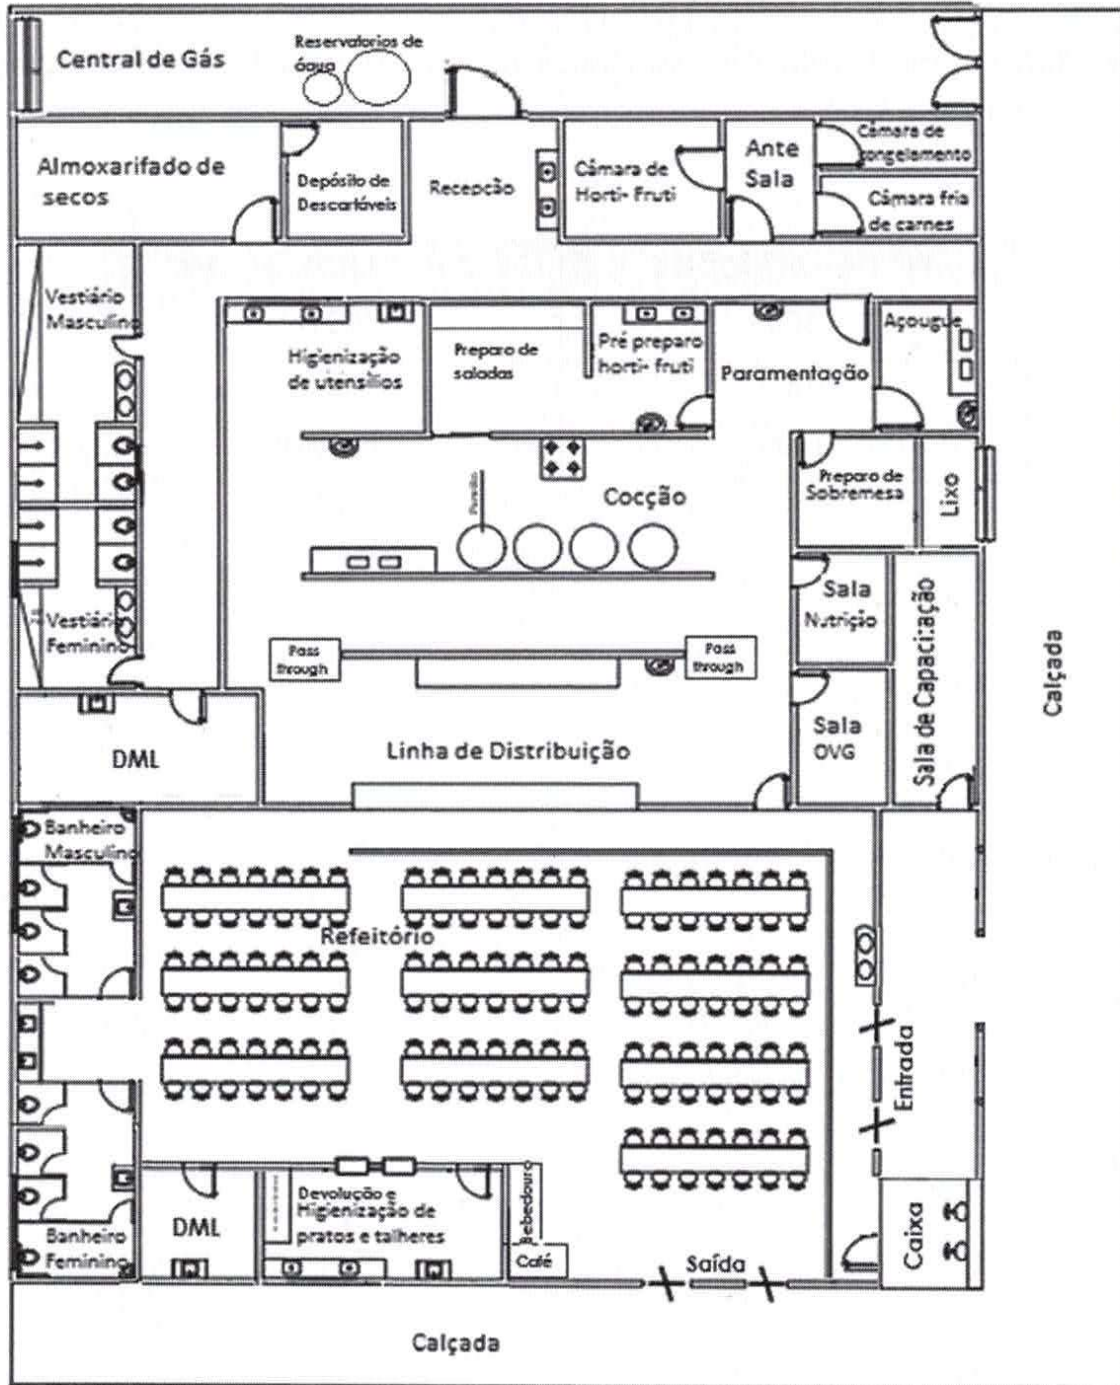 Central de Gás
Reservatorios de
água
Almoxarifado de
secos
Depósito de
Descartáveis
Recepção
Câmara de
Horti- Fruti
Ante
Sala
Câmara de
congelamento
Câmara fria
de carnes
Vestiário
Masculino
Higienização
de utensílios
Preparo de
saladas
Pré preparo
horti- fruti
Paramentação
Açougue
Cocção
Preparo de
Sobremesa
Lixo
Vestiário
Feminino
Sala
Nutrição
Sala de Capacitação
Calçada
Pass
through
Pass
through
DML
Linha de Distribuição
Sala
OVG
Banheiro
Masculino
Refeitório
Entrada
Banheiro
Feminino
DML
Devolução e
Higienização de
pratos e talheres
Bebedouro
Café
Saída
Caixa
Calçada